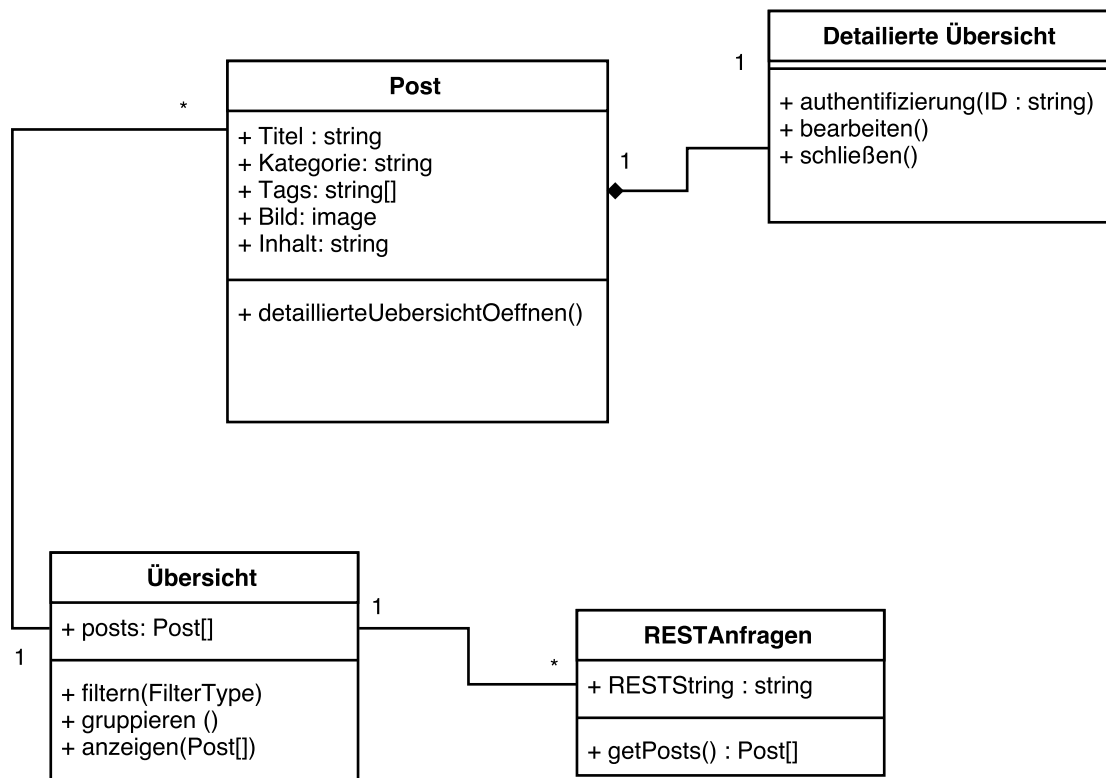 Detailierte Übersicht
1
+ authentifizierung(ID : string)
+ bearbeiten()
+ schließen()
Post
*
+ Titel : string
+ Kategorie: string
+ Tags: string[]
+ Bild: image
+ Inhalt: string
1
+ detaillierteUebersichtOeffnen()
Übersicht
+ posts: Post[]
1
1
+ filtern(FilterType)
+ gruppieren ()
+ anzeigen(Post[])
RESTAnfragen
*
+ RESTString : string
+ getPosts() : Post[]